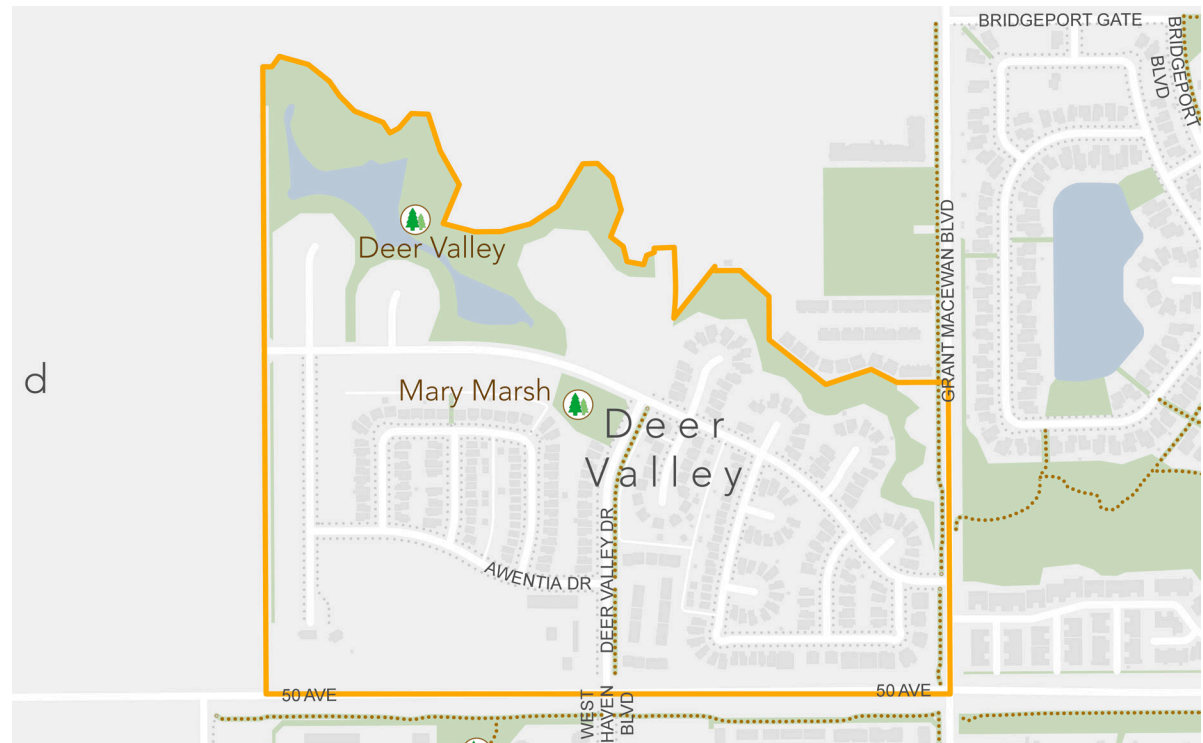 BRIDGEPORT GATE
BRIDGEPORT
BLVD
GRANT MACEWAN BLVD
Deer Valley
d
Mary Marsh
Deer
Valley
DEER VALLEY DR
AWENTIA DR
50 AVE
50 AVE
WEST
HAVEN
BLVD